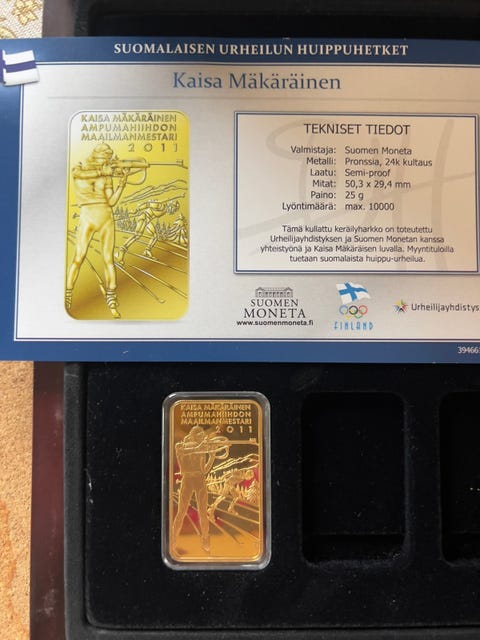 SUOMALAISEN URHEILUN HUIPPUHETKET
Kaisa Mäkäräinen
KAISA MÄKÄRÄINEN
AMPUMAHIIHDON
MAAILMANMESTARI
2011
TEKNISET TIEDOT
Valmistaja: Suomen Moneta
Metalli: Pronssia, 24k kultaus
Laatu: Semi-proof
Mitat: 50,3 x 29,4 mm
Paino: 25 g
Lyöntimäärä: max. 10000
Tämä kullattu keräilyharkko on toteutettu
Urheilijayhdistyksen ja Suomen Monetan kanssa
yhteistyönä ja Kaisa Mäkäräisen luvalla. Myyntituloilla
tuetaan suomalaista huippu-urheilua.
SUOMEN
MONETA
www.suomenmoneta.fi
FINLAND
Urheilijayhdistys
39466
KAISA MÄKÄRÄINEN
AMPUMAHIIHDON
MAAILMANMESTARI
2011